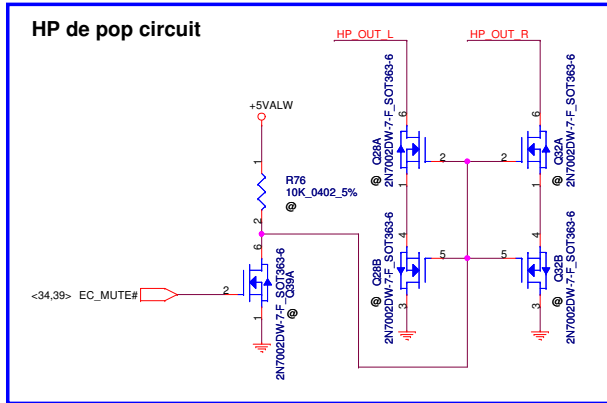 HP de pop circuit
HP_OUT_L
HP_OUT_R
+5VALW
1
R76
10K_0402_5%
@
2
6
2
1
2N7002DW-7-F_SOT363-6
Q39A
@
<34,39> EC_MUTE#
6
2
1
Q28A
2N7002DW-7-F_SOT363-6
@
6
2
1
Q32A
2N7002DW-7-F_SOT363-6
@
4
5
3
Q28B
2N7002DW-7-F_SOT363-6
@
4
5
3
Q32B
2N7002DW-7-F_SOT363-6
@